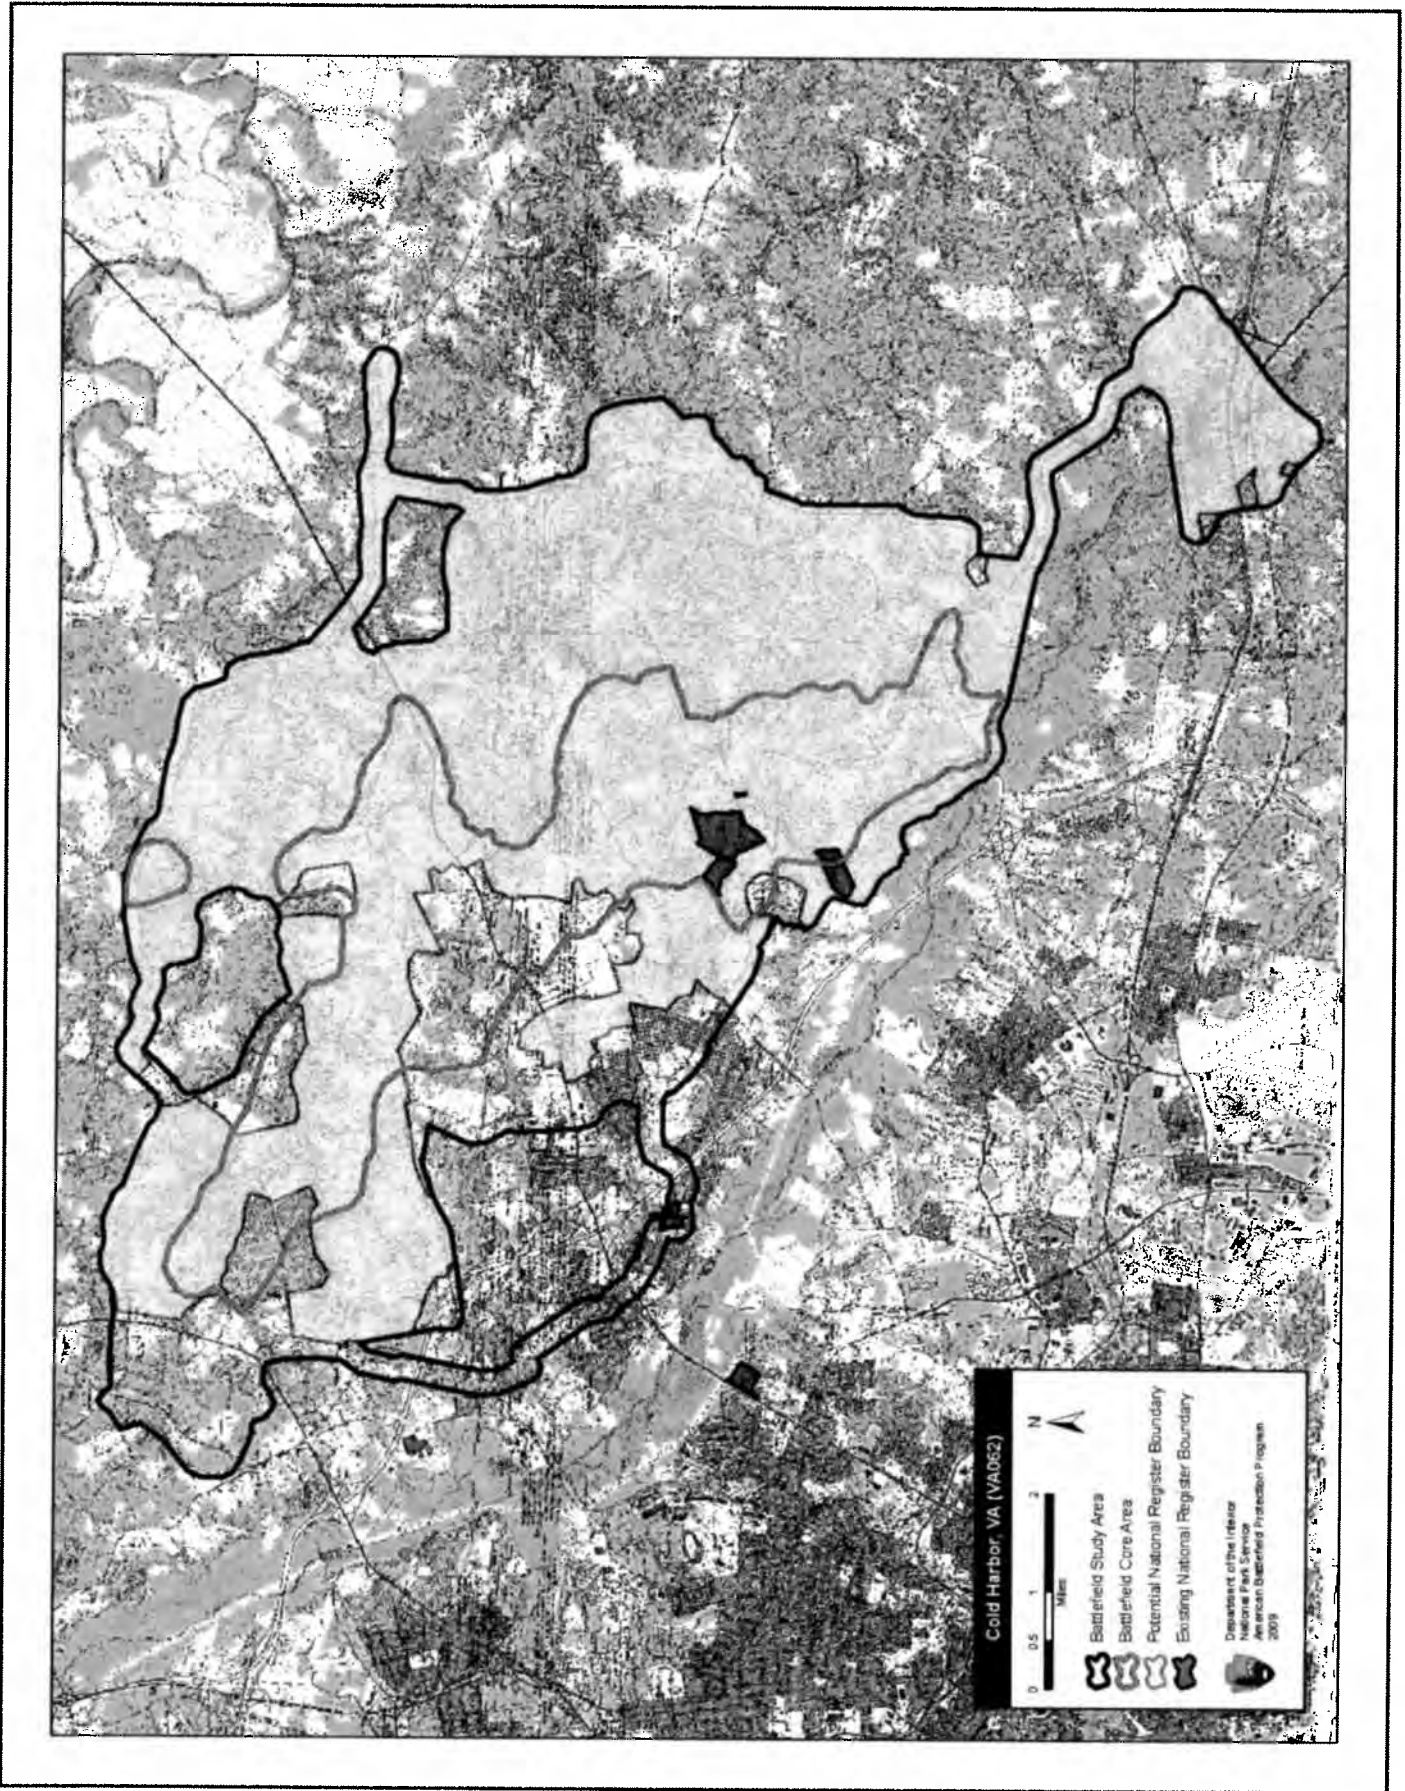 Cold Harbor, VA (VA062)
0 0.5 1 2
Miles
N
Battlefield Study Area
Battlefield Core Area
Potential National Register Boundary
Existing National Register Boundary
Department of the Interior
National Park Service
American Battlefield Protection Program
2009